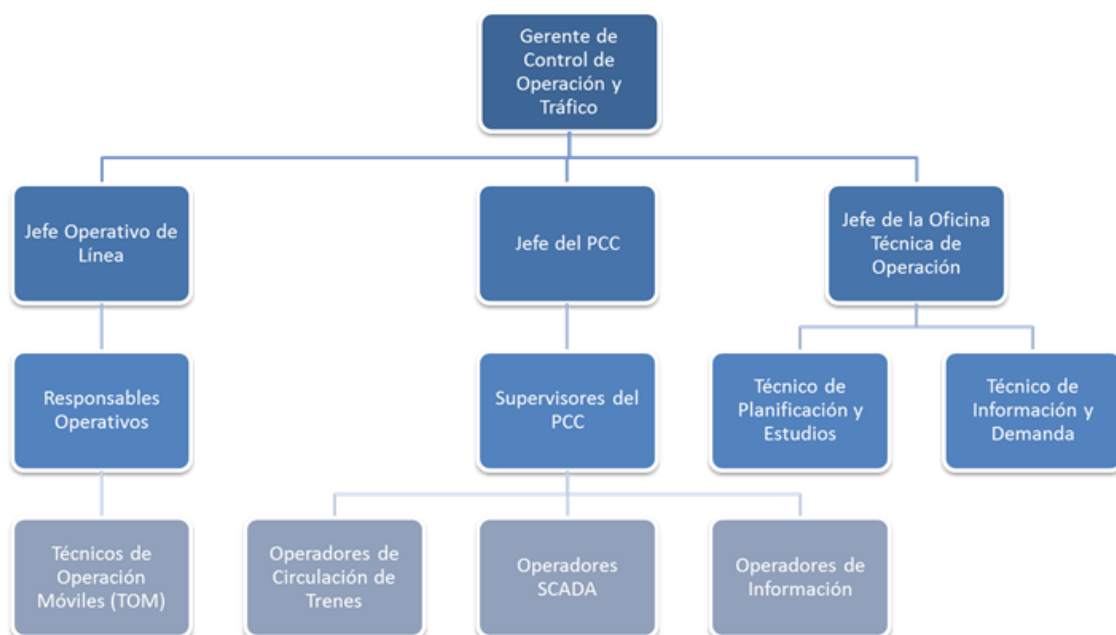 Gerente de
Control de
Operación y
Tráfico
Jefe Operativo de
Línea
Jefe del PCC
Jefe de la Oficina
Técnica de
Operación
Responsables
Operativos
Supervisores del
PCC
Técnico de
Planificación y
Estudios
Técnico de
Información y
Demanda
Técnicos de
Operación
Móviles (TOM)
Operadores de
Circulación de
Trenes
Operadores
SCADA
Operadores de
Información